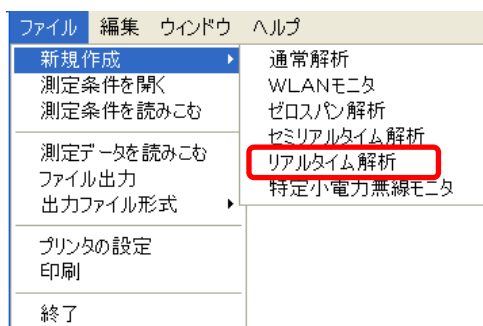 ファイル 編集 ウィンドウ ヘルプ
新規作成
測定条件を開く
測定条件を読みこむ
測定データを読みこむ
ファイル出力
出力ファイル形式
プリンタの設定
印刷
終了
通常解析
WLANモニタ
ゼロスパン解析
セミリアルタイム解析
リアルタイム解析
特定小電力無線モニタ